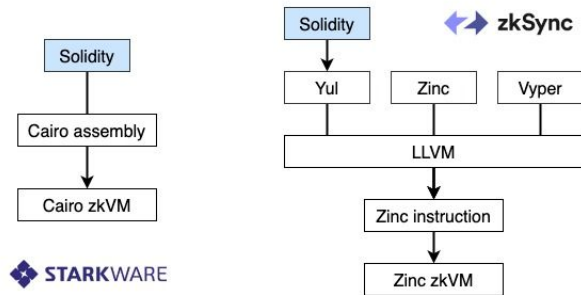 Solidity
Cairo assembly
Cairo zkVM
STARKWARE
zkSync
Solidity
Yul
Zinc
Vyper
LLVM
Zinc instruction
Zinc zkVM